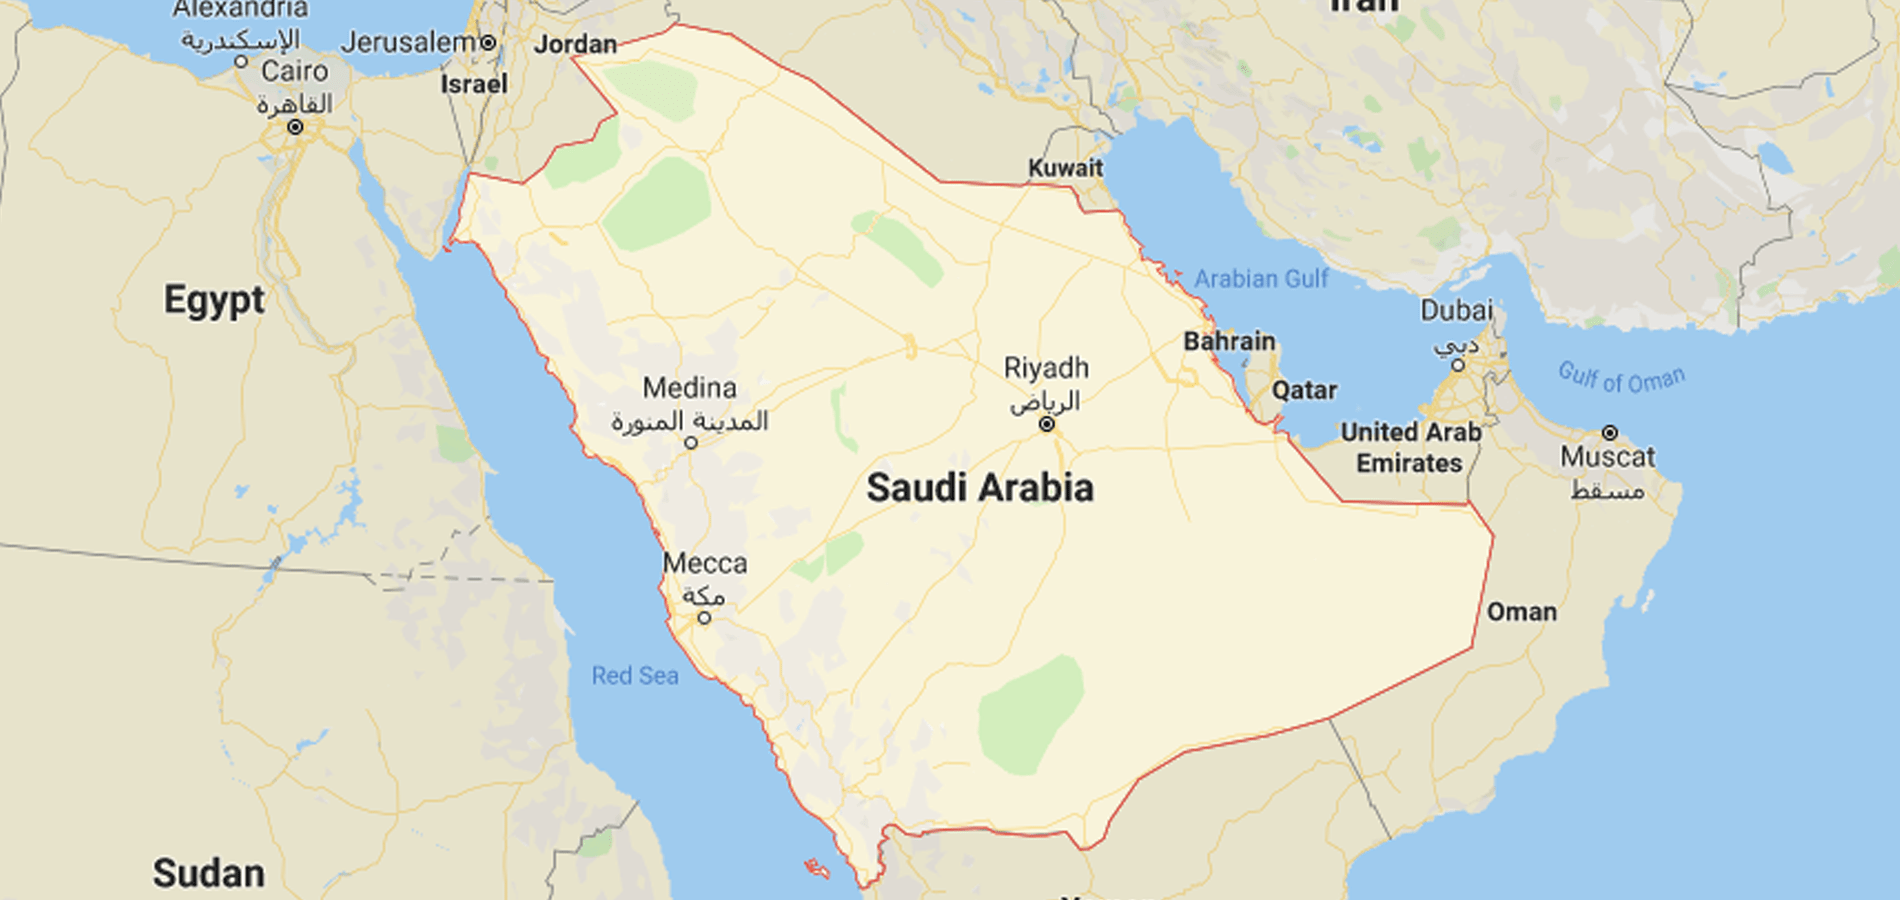 Alexandria
الإسكندرية
Cairo
القاهرة
Jerusalem
Israel
Jordan
Iran
Kuwait
Egypt
Arabian Gulf
Dubai
دبي
Bahrain
Qatar
Gulf of Oman
Riyadh
الرياض
Medina
المدينة المنورة
United Arab
Emirates
Muscat
مسقط
Saudi Arabia
Mecca
مكة
Oman
Red Sea
Sudan